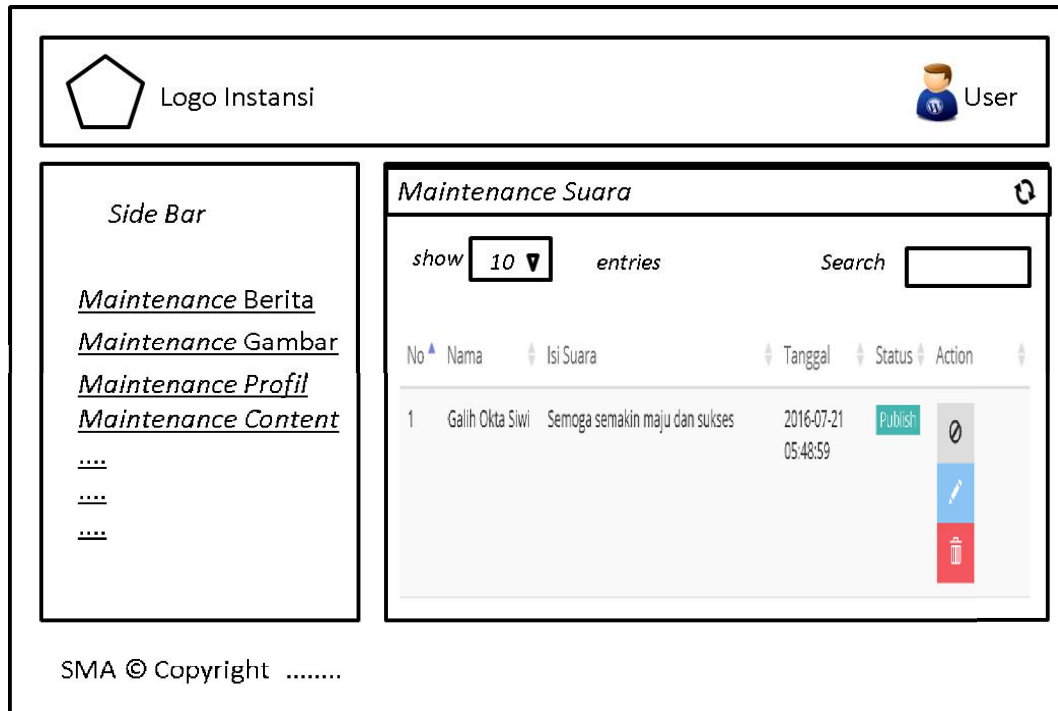 Logo Instansi
User
Side Bar
Maintenance Berita
Maintenance Gambar
Maintenance Profil
Maintenance Content
....
....
....
Maintenance Suara
show 10 entries Search
No Nama Isi Suara Tanggal Status Action
1 Galih Okta Siwi Semoga semakin maju dan sukses 2016-07-21 Publish
05:48:59
SMA © Copyright ........